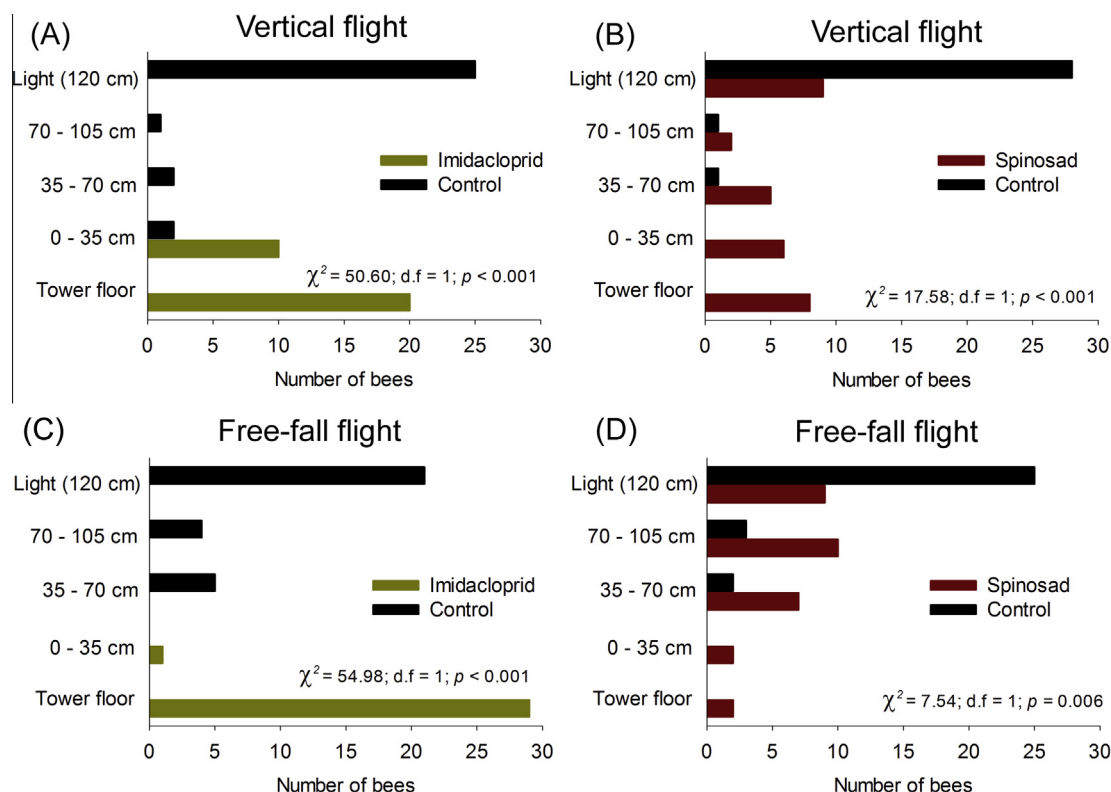 (A)
Vertical flight
Light (120 cm)
70 - 105 cm
35 - 70 cm
0 - 35 cm
Tower floor
Imidacloprid
Control
χ² = 50.60; d.f = 1; p < 0.001
0 5 10 15 20 25 30
Number of bees
(B)
Vertical flight
Light (120 cm)
70 - 105 cm
35 - 70 cm
0 - 35 cm
Tower floor
Spinosad
Control
χ² = 17.58; d.f = 1; p < 0.001
0 5 10 15 20 25 30
Number of bees
(C)
Free-fall flight
Light (120 cm)
70 - 105 cm
35 - 70 cm
0 - 35 cm
Tower floor
Imidacloprid
Control
χ² = 54.98; d.f = 1; p < 0.001
0 5 10 15 20 25 30
Number of bees
(D)
Free-fall flight
Light (120 cm)
70 - 105 cm
35 - 70 cm
0 - 35 cm
Tower floor
Spinosad
Control
χ² = 7.54; d.f = 1; p = 0.006
0 5 10 15 20 25 30
Number of bees